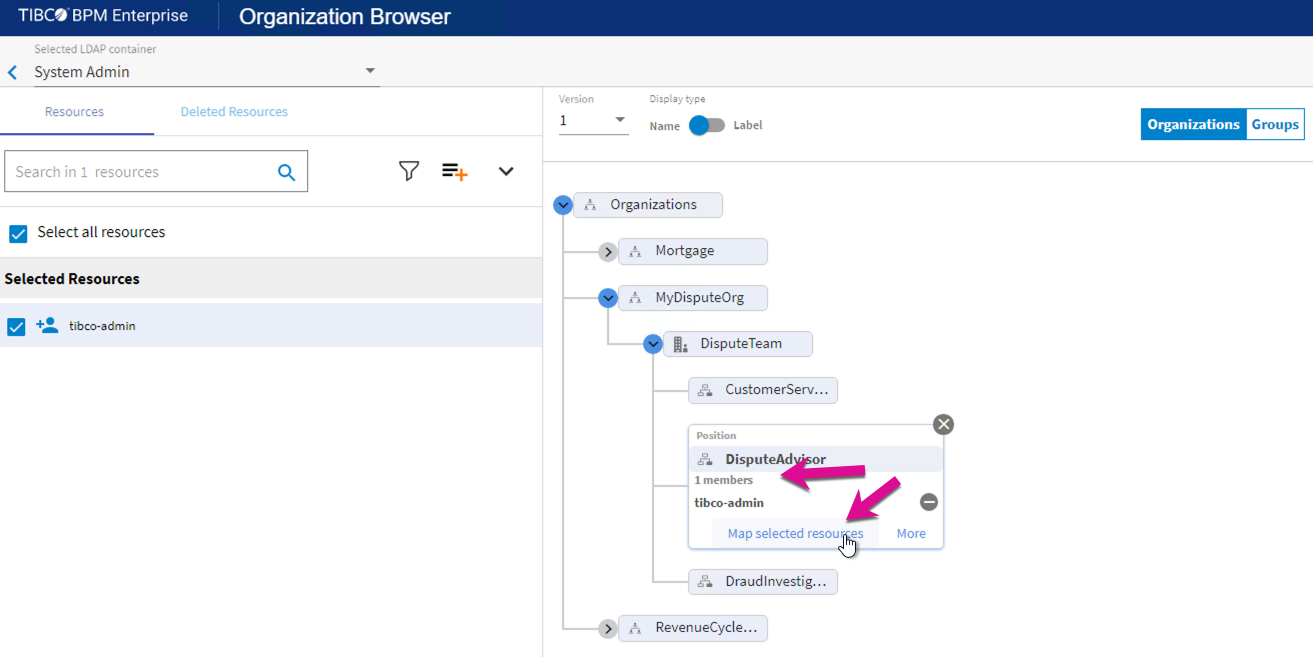 TIBCO BPM Enterprise
Organization Browser
Selected LDAP container
System Admin
Resources
Deleted Resources
Search in 1 resources
Select all resources
Selected Resources
tibco-admin
Version
1
Display type
Name
Label
Organizations
Groups
Organizations
Mortgage
MyDisputeOrg
DisputeTeam
CustomerServ...
Position
DisputeAdvisor
1 members
tibco-admin
Map selected resources
More
DraudInvestig...
RevenueCycle...